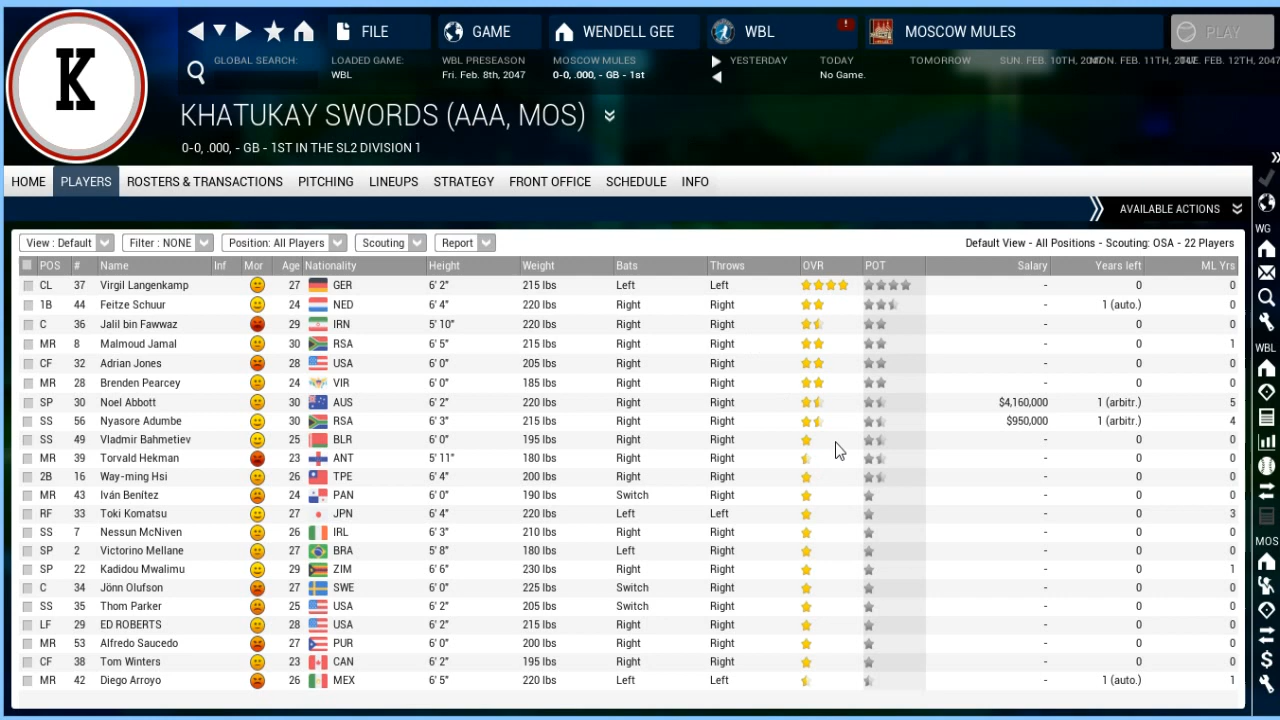 K
FILE GAME WENDELL GEE WBL ! MOSCOW MULES PLAY
GLOBAL SEARCH: LOADED GAME: WBL PRESEASON MOSCOW MULES YESTERDAY TODAY TOMORROW SUN. FEB. 10TH, 2047 MON. FEB. 11TH, 2047 TUE. FEB. 12TH, 2047
WBL Fri. Feb. 8th, 2047 0-0, .000, - GB - 1st No Game.
KHATUKAY SWORDS (AAA, MOS)
0-0, .000, - GB - 1ST IN THE SL2 DIVISION 1
HOME PLAYERS ROSTERS & TRANSACTIONS PITCHING LINEUPS STRATEGY FRONT OFFICE SCHEDULE INFO
AVAILABLE ACTIONS
View : Default Filter : NONE Position: All Players Scouting Report Default View - All Positions - Scouting: OSA - 22 Players
POS # Name Inf Mor Age Nationality Height Weight Bats Throws OVR POT Salary Years left ML Yrs
CL 37 Virgil Langenkamp 27 GER 6' 2" 215 lbs Left Left - 0 0
1B 44 Feitze Schuur 24 NED 6' 4" 220 lbs Right Right - 1 (auto.) 0
C 36 Jalil bin Fawwaz 29 IRN 5' 10" 220 lbs Right Right - 0 0
MR 8 Malmoud Jamal 30 RSA 6' 5" 215 lbs Right Right - 0 1
CF 32 Adrian Jones 28 USA 6' 0" 205 lbs Right Right - 0 0
MR 28 Brenden Pearcey 24 VIR 6' 0" 185 lbs Right Right - 0 0
SP 30 Noel Abbott 30 AUS 6' 2" 220 lbs Right Right $4,160,000 1 (arbitr.) 5
SS 56 Nyasore Adumbe 30 RSA 6' 3" 215 lbs Right Right $950,000 1 (arbitr.) 4
SS 49 Vladmir Bahmetiev 25 BLR 6' 0" 195 lbs Right Right - 0 0
MR 39 Torvald Hekman 23 ANT 5' 11" 180 lbs Right Right - 0 0
2B 16 Way-ming Hsi 26 TPE 6' 4" 200 lbs Right Right - 0 0
MR 43 Iván Benítez 24 PAN 6' 0" 190 lbs Switch Right - 0 0
RF 33 Toki Komatsu 27 JPN 6' 4" 220 lbs Left Left - 0 3
SS 7 Nessun McNiven 26 IRL 6' 3" 210 lbs Right Right - 0 0
SP 2 Victorino Mellane 27 BRA 5' 8" 180 lbs Left Right - 0 0
SP 22 Kadidou Mwalimu 29 ZIM 6' 6" 230 lbs Right Right - 0 1
C 34 Jönn Olufson 27 SWE 6' 0" 225 lbs Switch Right - 0 0
SS 35 Thom Parker 25 USA 6' 2" 205 lbs Switch Right - 0 0
LF 29 ED ROBERTS 28 USA 6' 2" 215 lbs Right Right - 0 0
MR 53 Alfredo Saucedo 27 PUR 6' 0" 200 lbs Right Right - 0 0
CF 38 Tom Winters 23 CAN 6' 2" 195 lbs Right Right - 0 0
MR 42 Diego Arroyo 26 MEX 6' 5" 220 lbs Left Left - 1 (auto.) 1
WG
WBL
MOS
$